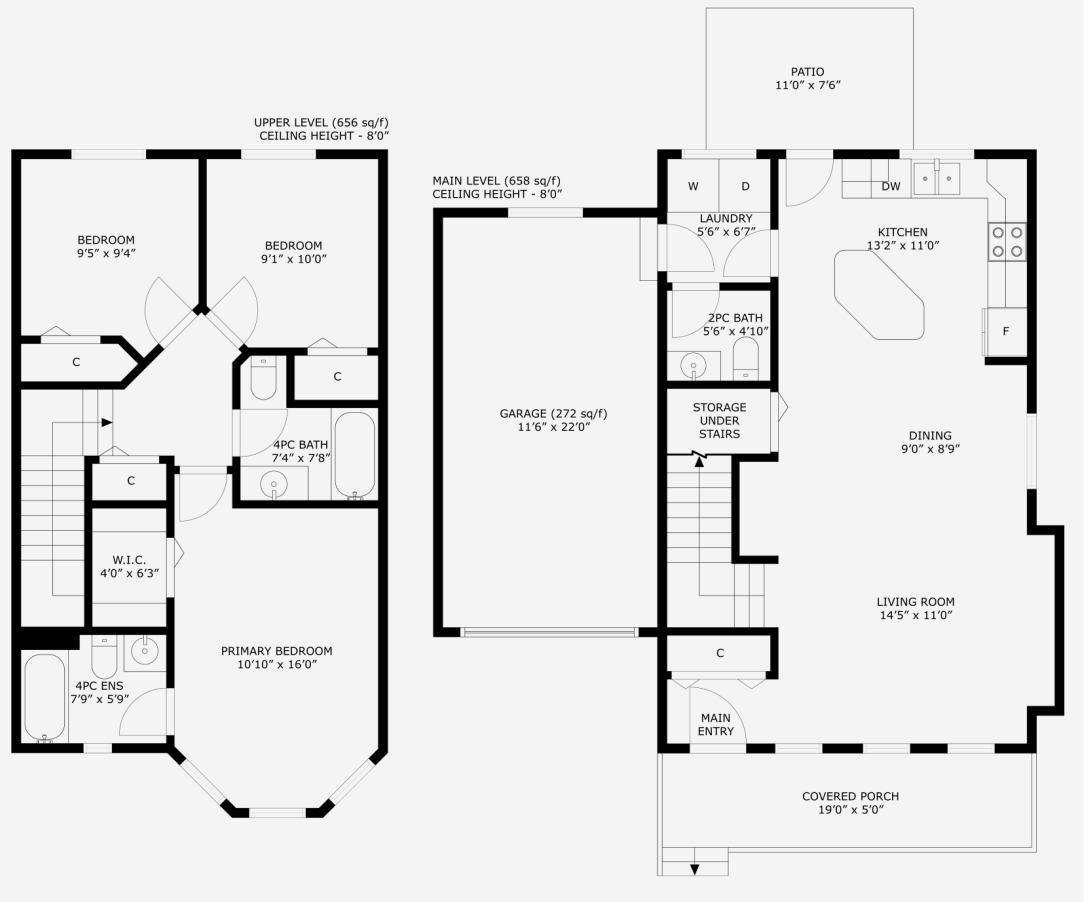 UPPER LEVEL (656 sq/f)
CEILING HEIGHT - 8'0"
BEDROOM
9'5" x 9'4"
BEDROOM
9'1" x 10'0"
C
C
4PC BATH
7'4" x 7'8"
C
W.I.C.
4'0" x 6'3"
PRIMARY BEDROOM
10'10" x 16'0"
4PC ENS
7'9" x 5'9"
MAIN LEVEL (658 sq/f)
CEILING HEIGHT - 8'0"
PATIO
11'0" x 7'6"
W
D
DW
LAUNDRY
5'6" x 6'7"
KITCHEN
13'2" x 11'0"
2PC BATH
5'6" x 4'10"
F
GARAGE (272 sq/f)
11'6" x 22'0"
STORAGE
UNDER
STAIRS
DINING
9'0" x 8'9"
LIVING ROOM
14'5" x 11'0"
C
MAIN
ENTRY
COVERED PORCH
19'0" x 5'0"